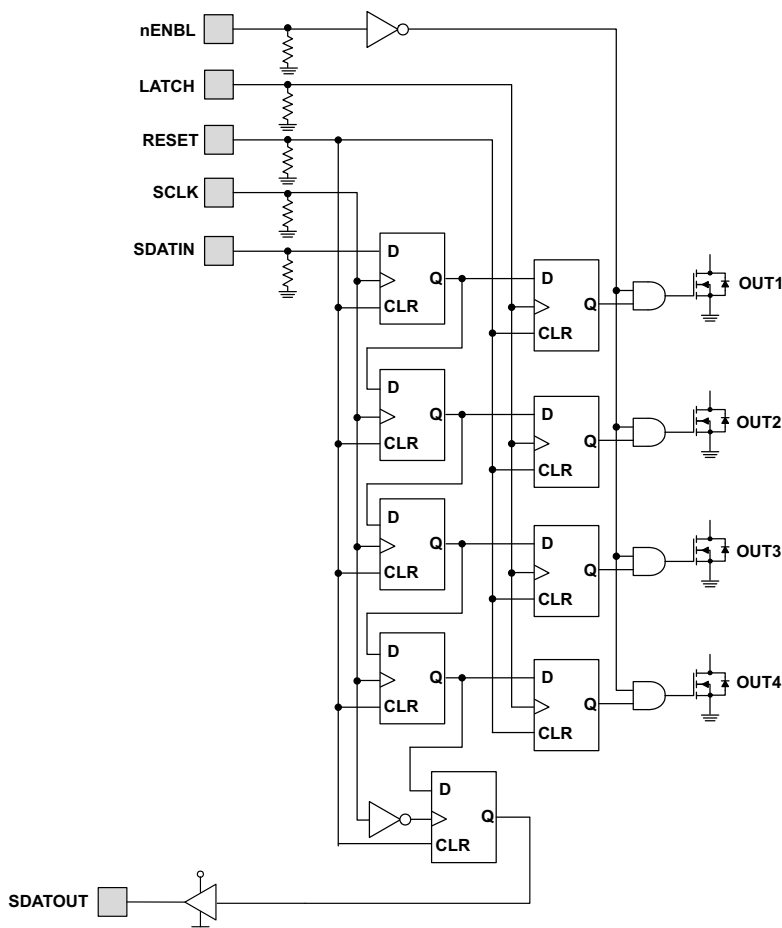 nENBL
LATCH
RESET
SCLK
SDATIN
D
Q
CLR
D
Q
CLR
OUT1
D
Q
CLR
D
Q
CLR
OUT2
D
Q
CLR
D
Q
CLR
OUT3
D
Q
CLR
D
Q
CLR
OUT4
D
Q
CLR
SDATOUT